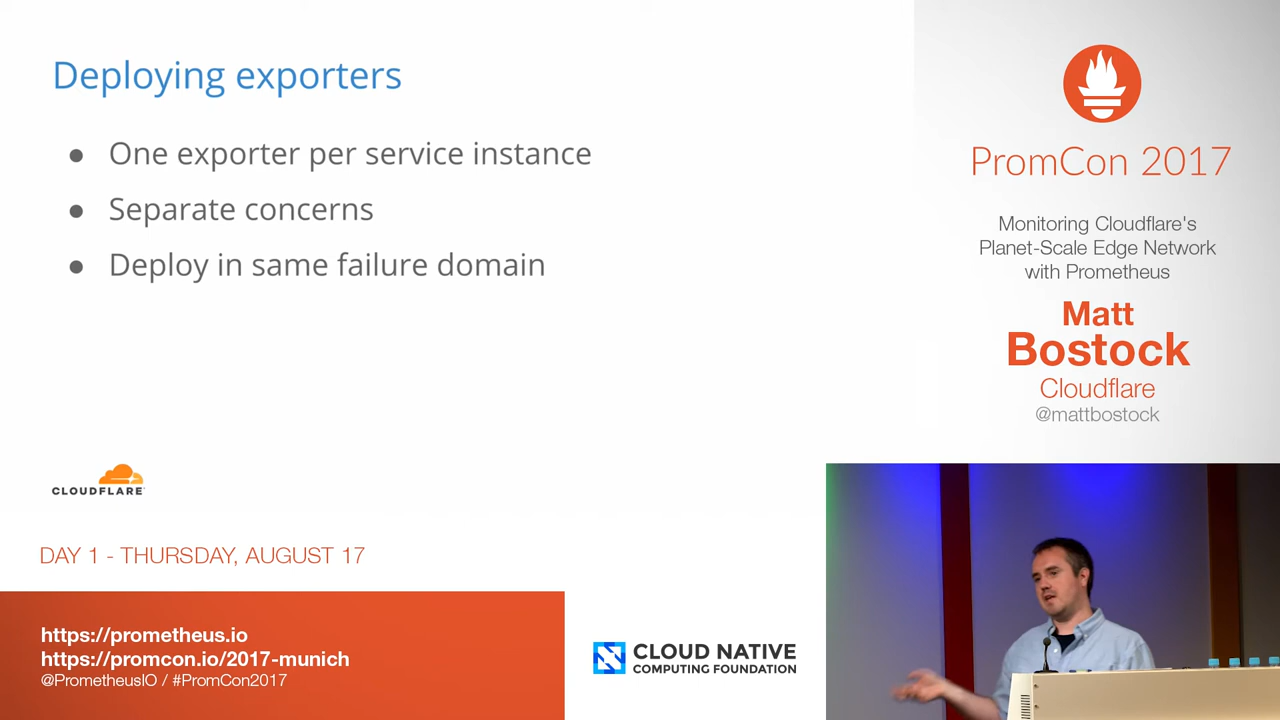 Deploying exporters
● One exporter per service instance
● Separate concerns
● Deploy in same failure domain
CLOUDFLARE
DAY 1 - THURSDAY, AUGUST 17
https://prometheus.io
https://promcon.io/2017-munich
@PrometheusIO / #PromCon2017
CLOUD NATIVE
COMPUTING FOUNDATION
PromCon 2017
Monitoring Cloudflare's
Planet-Scale Edge Network
with Prometheus
Matt
Bostock
Cloudflare
@mattbostock